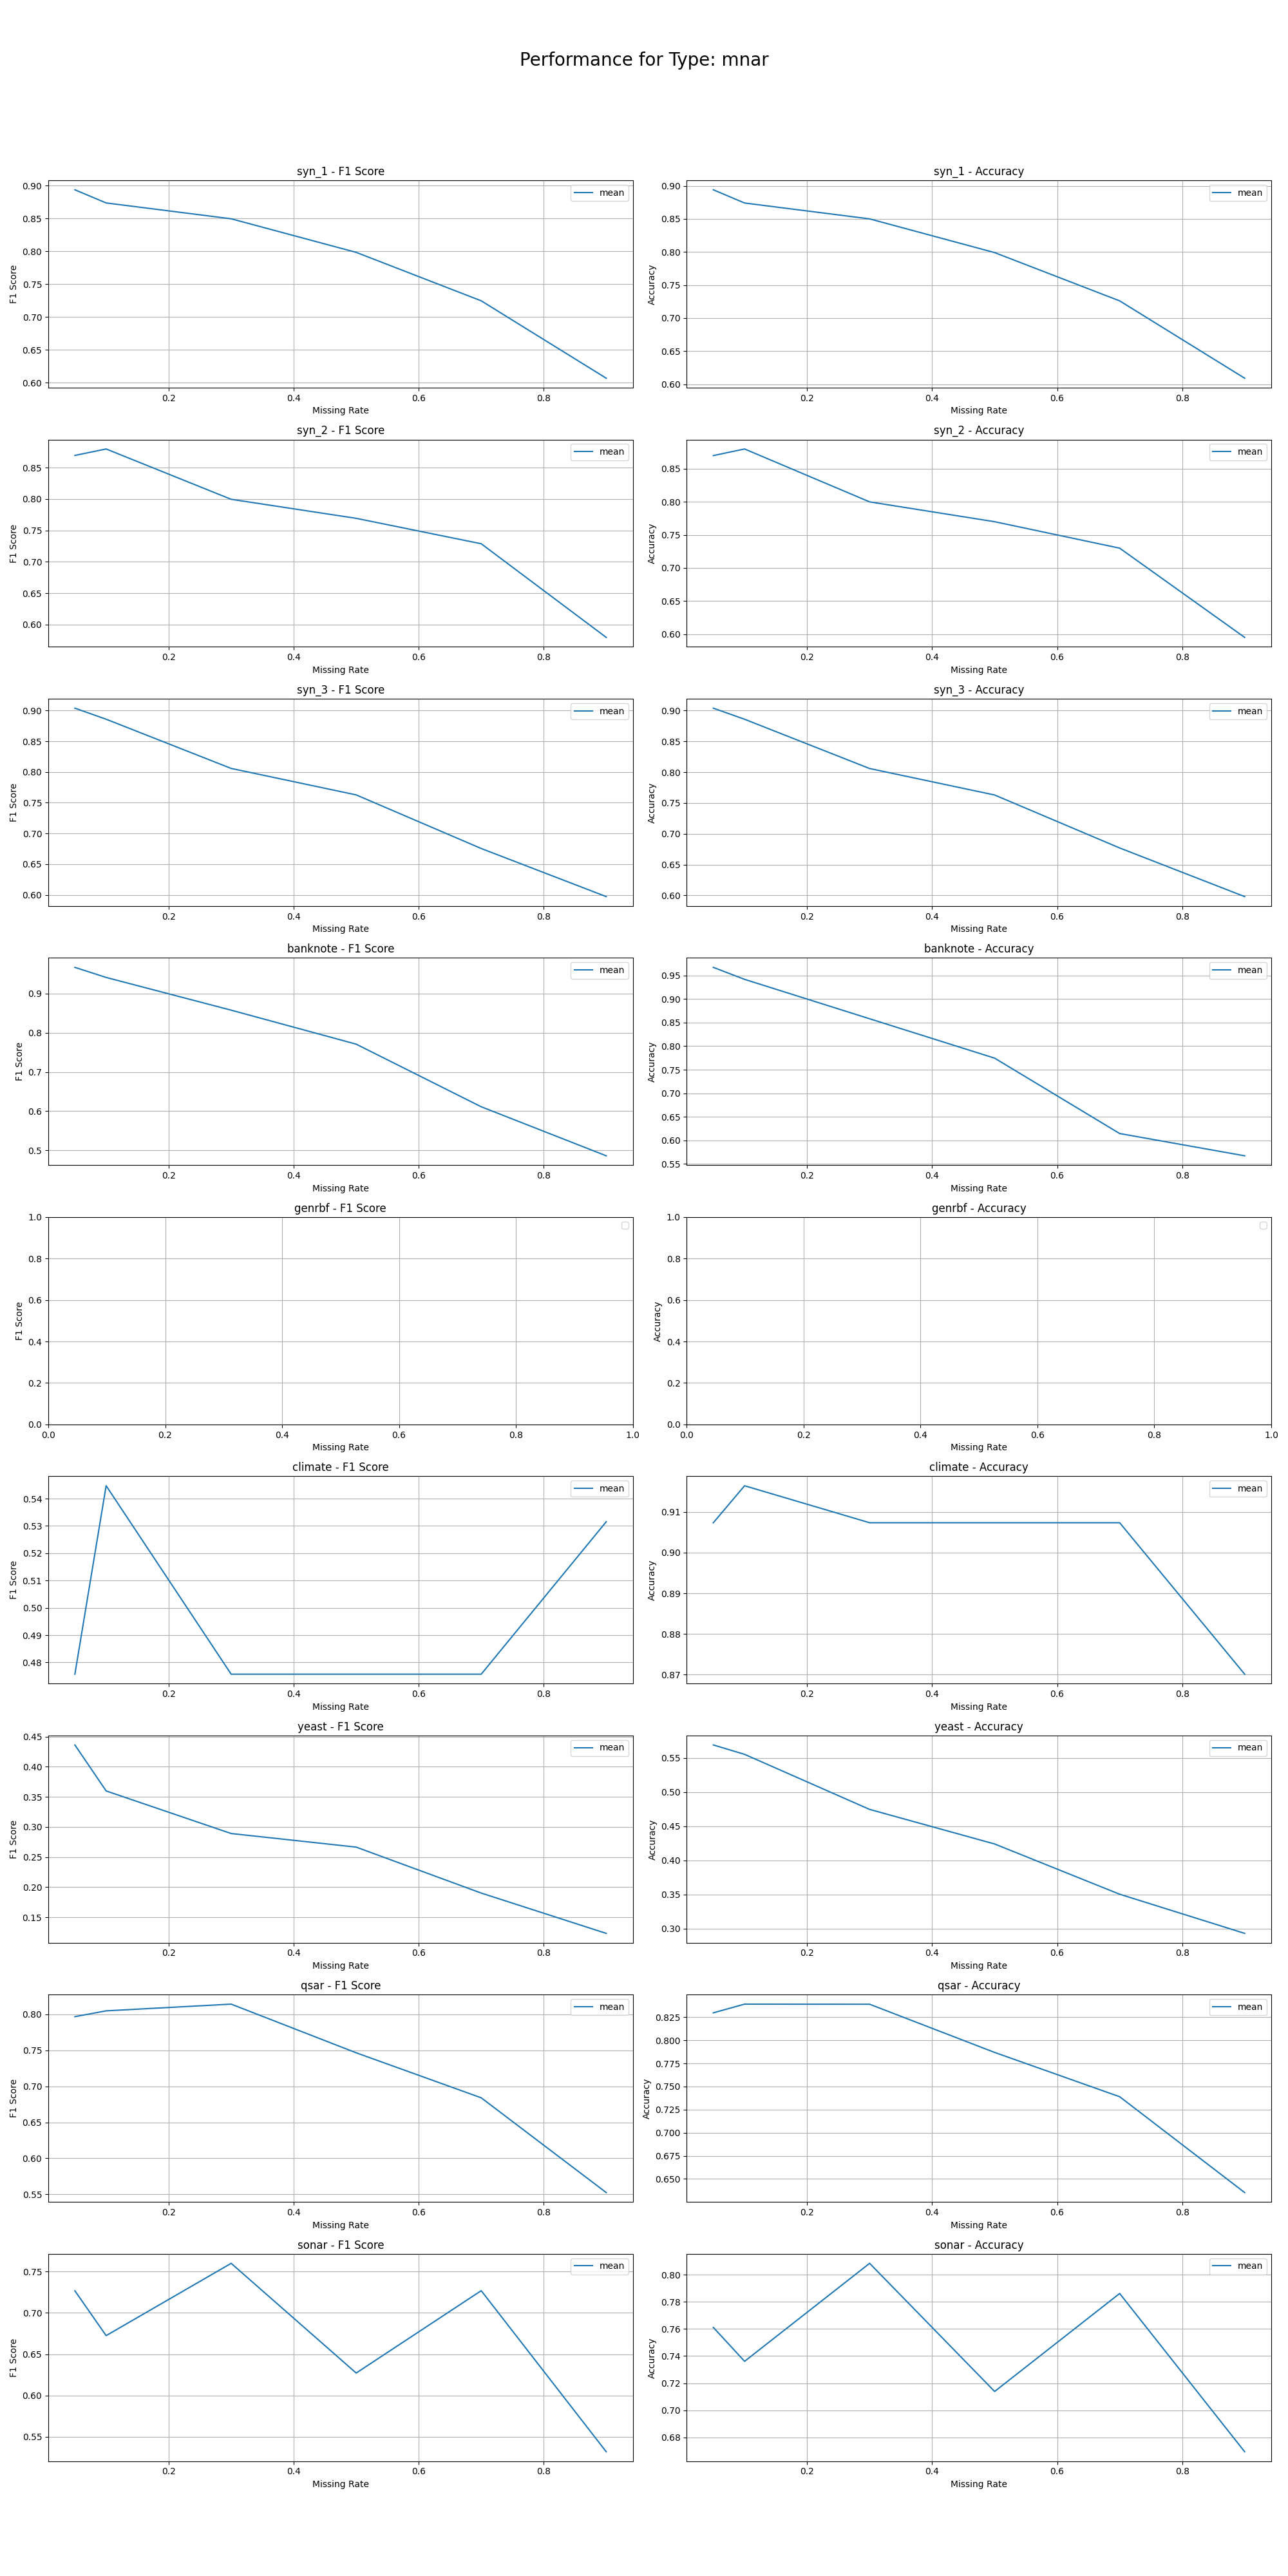 Performance for Type: mnar
syn_1 - F1 Score
F1 Score
0.90
0.85
0.80
0.75
0.70
0.65
0.60
mean
0.2 0.4 0.6 0.8
Missing Rate
syn_1 - Accuracy
Accuracy
0.90
0.85
0.80
0.75
0.70
0.65
0.60
mean
0.2 0.4 0.6 0.8
Missing Rate
syn_2 - F1 Score
F1 Score
0.85
0.80
0.75
0.70
0.65
0.60
mean
0.2 0.4 0.6 0.8
Missing Rate
syn_2 - Accuracy
Accuracy
0.85
0.80
0.75
0.70
0.65
0.60
mean
0.2 0.4 0.6 0.8
Missing Rate
syn_3 - F1 Score
F1 Score
0.90
0.85
0.80
0.75
0.70
0.65
0.60
mean
0.2 0.4 0.6 0.8
Missing Rate
syn_3 - Accuracy
Accuracy
0.90
0.85
0.80
0.75
0.70
0.65
0.60
mean
0.2 0.4 0.6 0.8
Missing Rate
banknote - F1 Score
F1 Score
0.9
0.8
0.7
0.6
0.5
mean
0.2 0.4 0.6 0.8
Missing Rate
banknote - Accuracy
Accuracy
0.95
0.90
0.85
0.80
0.75
0.70
0.65
0.60
0.55
mean
0.2 0.4 0.6 0.8
Missing Rate
genrbf - F1 Score
F1 Score
1.0
0.8
0.6
0.4
0.2
0.0
0.0 0.2 0.4 0.6 0.8 1.0
Missing Rate
genrbf - Accuracy
Accuracy
1.0
0.8
0.6
0.4
0.2
0.0
0.0 0.2 0.4 0.6 0.8 1.0
Missing Rate
climate - F1 Score
F1 Score
0.54
0.53
0.52
0.51
0.50
0.49
0.48
mean
0.2 0.4 0.6 0.8
Missing Rate
climate - Accuracy
Accuracy
0.91
0.90
0.89
0.88
0.87
mean
0.2 0.4 0.6 0.8
Missing Rate
yeast - F1 Score
F1 Score
0.45
0.40
0.35
0.30
0.25
0.20
0.15
mean
0.2 0.4 0.6 0.8
Missing Rate
yeast - Accuracy
Accuracy
0.55
0.50
0.45
0.40
0.35
0.30
mean
0.2 0.4 0.6 0.8
Missing Rate
qsar - F1 Score
F1 Score
0.80
0.75
0.70
0.65
0.60
0.55
mean
0.2 0.4 0.6 0.8
Missing Rate
qsar - Accuracy
Accuracy
0.825
0.800
0.775
0.750
0.725
0.700
0.675
0.650
mean
0.2 0.4 0.6 0.8
Missing Rate
sonar - F1 Score
F1 Score
0.75
0.70
0.65
0.60
0.55
mean
0.2 0.4 0.6 0.8
Missing Rate
sonar - Accuracy
Accuracy
0.80
0.78
0.76
0.74
0.72
0.70
0.68
mean
0.2 0.4 0.6 0.8
Missing Rate